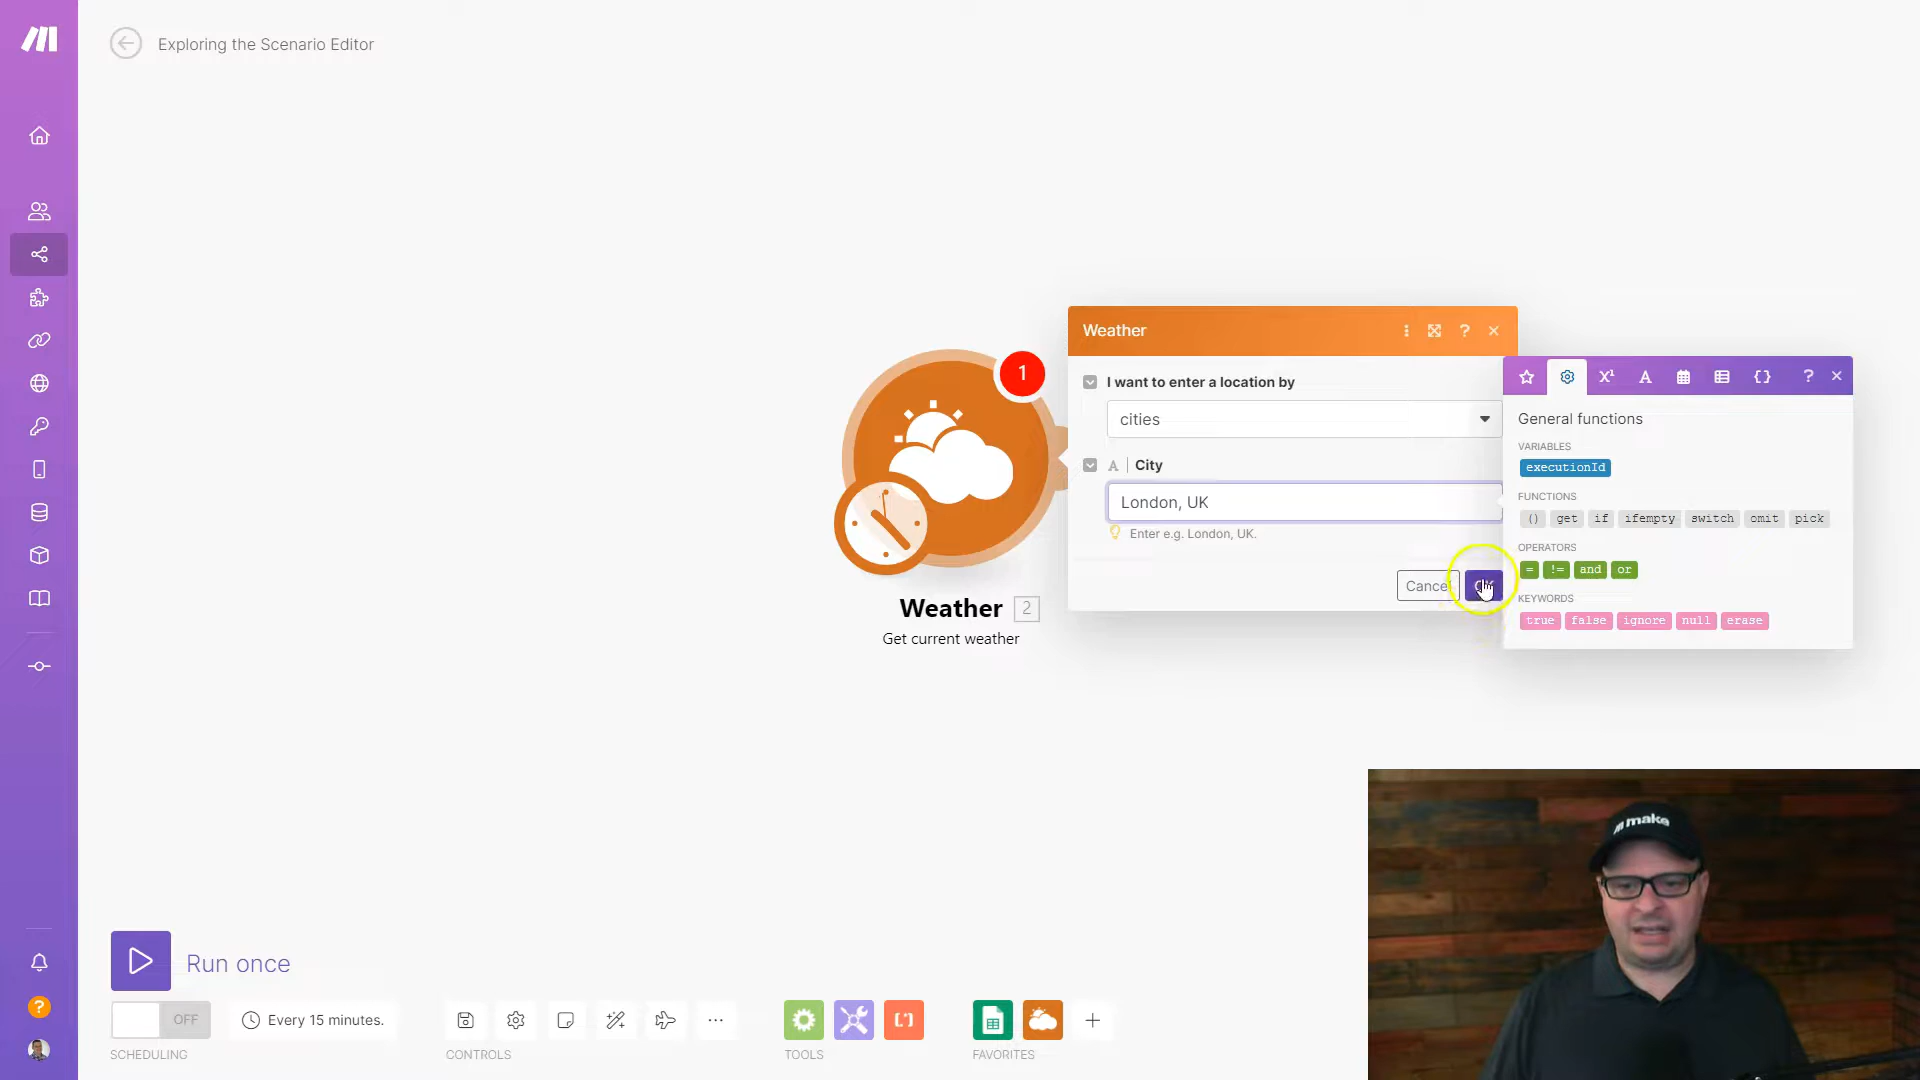 Exploring the Scenario Editor
Weather
?
I want to enter a location by
cities
A | City
London, UK
Enter e.g. London, UK.
Cancel
1
Weather 2
Get current weather
X¹ A ?
General functions
VARIABLES
executionId
FUNCTIONS
() get if ifempty switch omit pick
OPERATORS
= != and or
KEYWORDS
true false ignore null erase
make
Run once
OFF
Every 15 minutes.
SCHEDULING
CONTROLS
TOOLS
FAVORITES
?